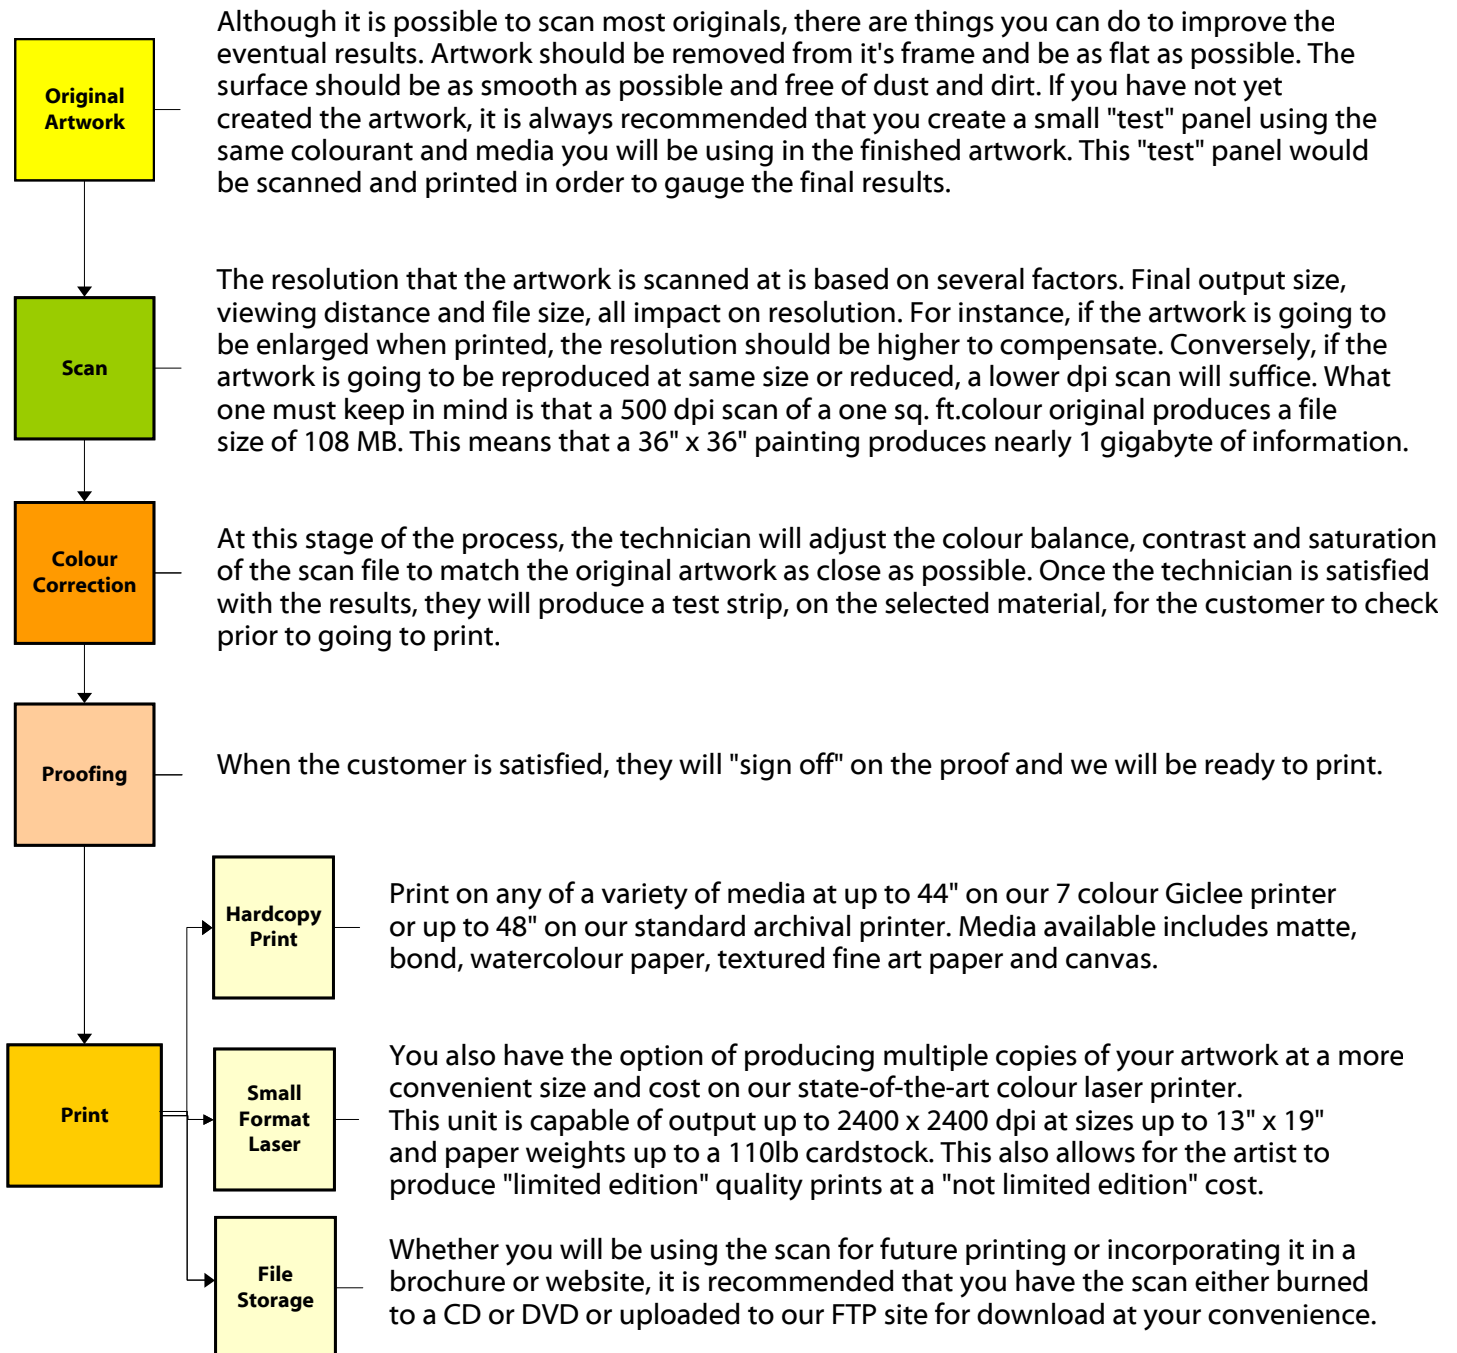 Although it is possible to scan most originals, there are things you can do to improve the
eventual results. Artwork should be removed from it's frame and be as flat as possible. The
surface should be as smooth as possible and free of dust and dirt. If you have not yet
created the artwork, it is always recommended that you create a small "test" panel using the
same colourant and media you will be using in the finished artwork. This "test" panel would
be scanned and printed in order to gauge the final results.
Original
Artwork
The resolution that the artwork is scanned at is based on several factors. Final output size,
viewing distance and file size, all impact on resolution. For instance, if the artwork is going to
be enlarged when printed, the resolution should be higher to compensate. Conversely, if the
artwork is going to be reproduced at same size or reduced, a lower dpi scan will suffice. What
one must keep in mind is that a 500 dpi scan of a one sq. ft.colour original produces a file
size of 108 MB. This means that a 36" x 36" painting produces nearly 1 gigabyte of information.
Scan
At this stage of the process, the technician will adjust the colour balance, contrast and saturation
of the scan file to match the original artwork as close as possible. Once the technician is satisfied
with the results, they will produce a test strip, on the selected material, for the customer to check
prior to going to print.
Colour
Correction
When the customer is satisfied, they will "sign off" on the proof and we will be ready to print.
Proofing
Hardcopy
Print
Print on any of a variety of media at up to 44" on our 7 colour Giclee printer
or up to 48" on our standard archival printer. Media available includes matte,
bond, watercolour paper, textured fine art paper and canvas.
Print
Small
Format
Laser
You also have the option of producing multiple copies of your artwork at a more
convenient size and cost on our state-of-the-art colour laser printer.
This unit is capable of output up to 2400 x 2400 dpi at sizes up to 13" x 19"
and paper weights up to a 110lb cardstock. This also allows for the artist to
produce "limited edition" quality prints at a "not limited edition" cost.
File
Storage
Whether you will be using the scan for future printing or incorporating it in a
brochure or website, it is recommended that you have the scan either burned
to a CD or DVD or uploaded to our FTP site for download at your convenience.